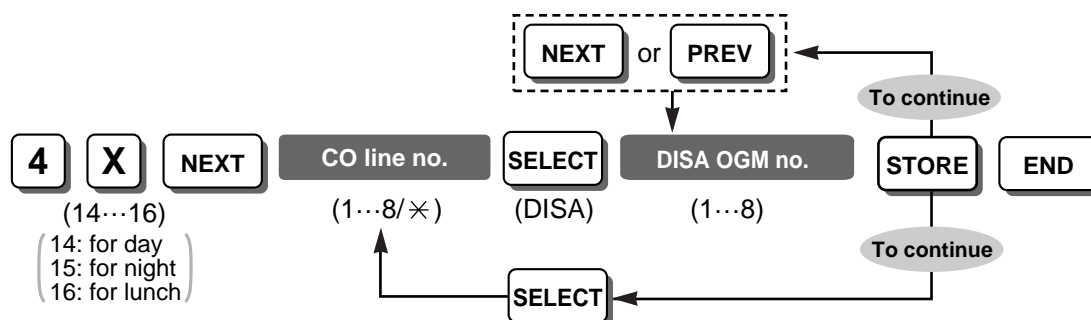 NEXT or PREV
To continue
4 X NEXT CO line no. SELECT DISA OGM no. STORE END
(14···16) (1···8/✳) (DISA) (1···8)
14: for day
15: for night
16: for lunch
To continue
SELECT